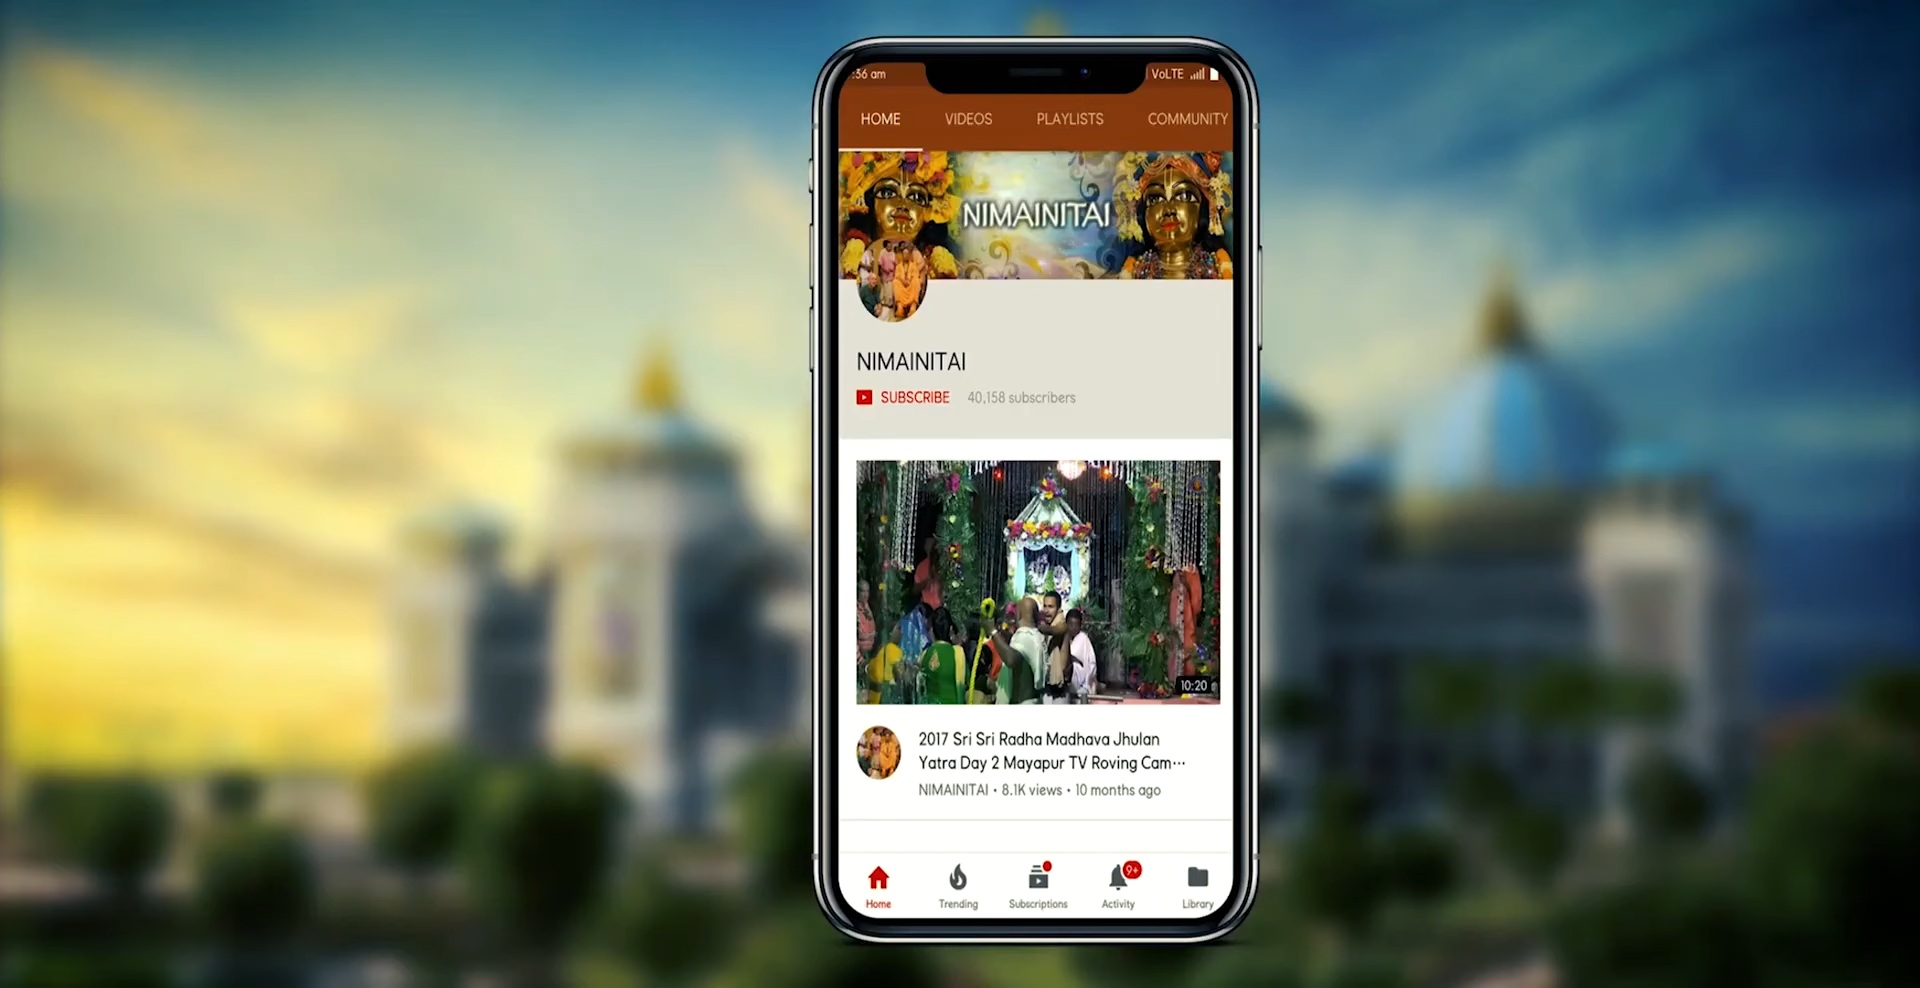 :36 am VoLTE
HOME VIDEOS PLAYLISTS COMMUNITY
NIMAINITAI
NIMAINITAI
SUBSCRIBE 40,158 subscribers
10:20
2017 Sri Sri Radha Madhava Jhulan
Yatra Day 2 Mayapur TV Roving Cam···
NIMAINITAI • 8.1K views • 10 months ago
9+
Home Trending Subscriptions Activity Library